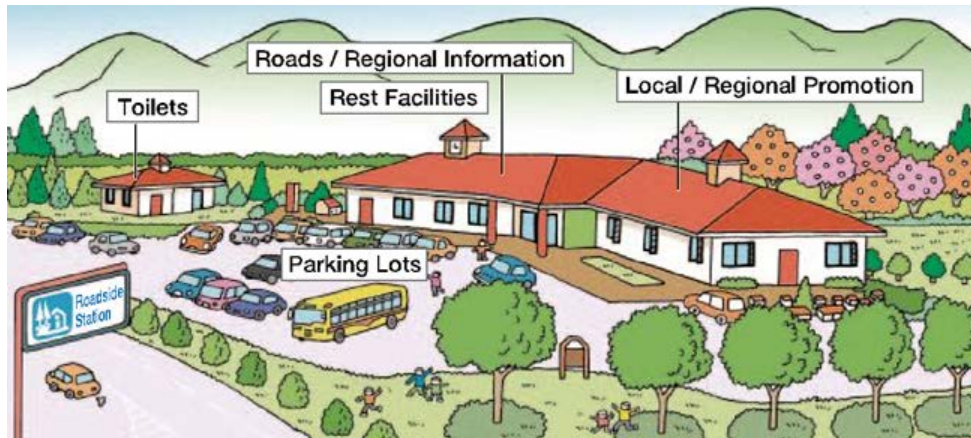 Roads / Regional Information
Rest Facilities
Local / Regional Promotion
Toilets
Parking Lots
Roadside
Station